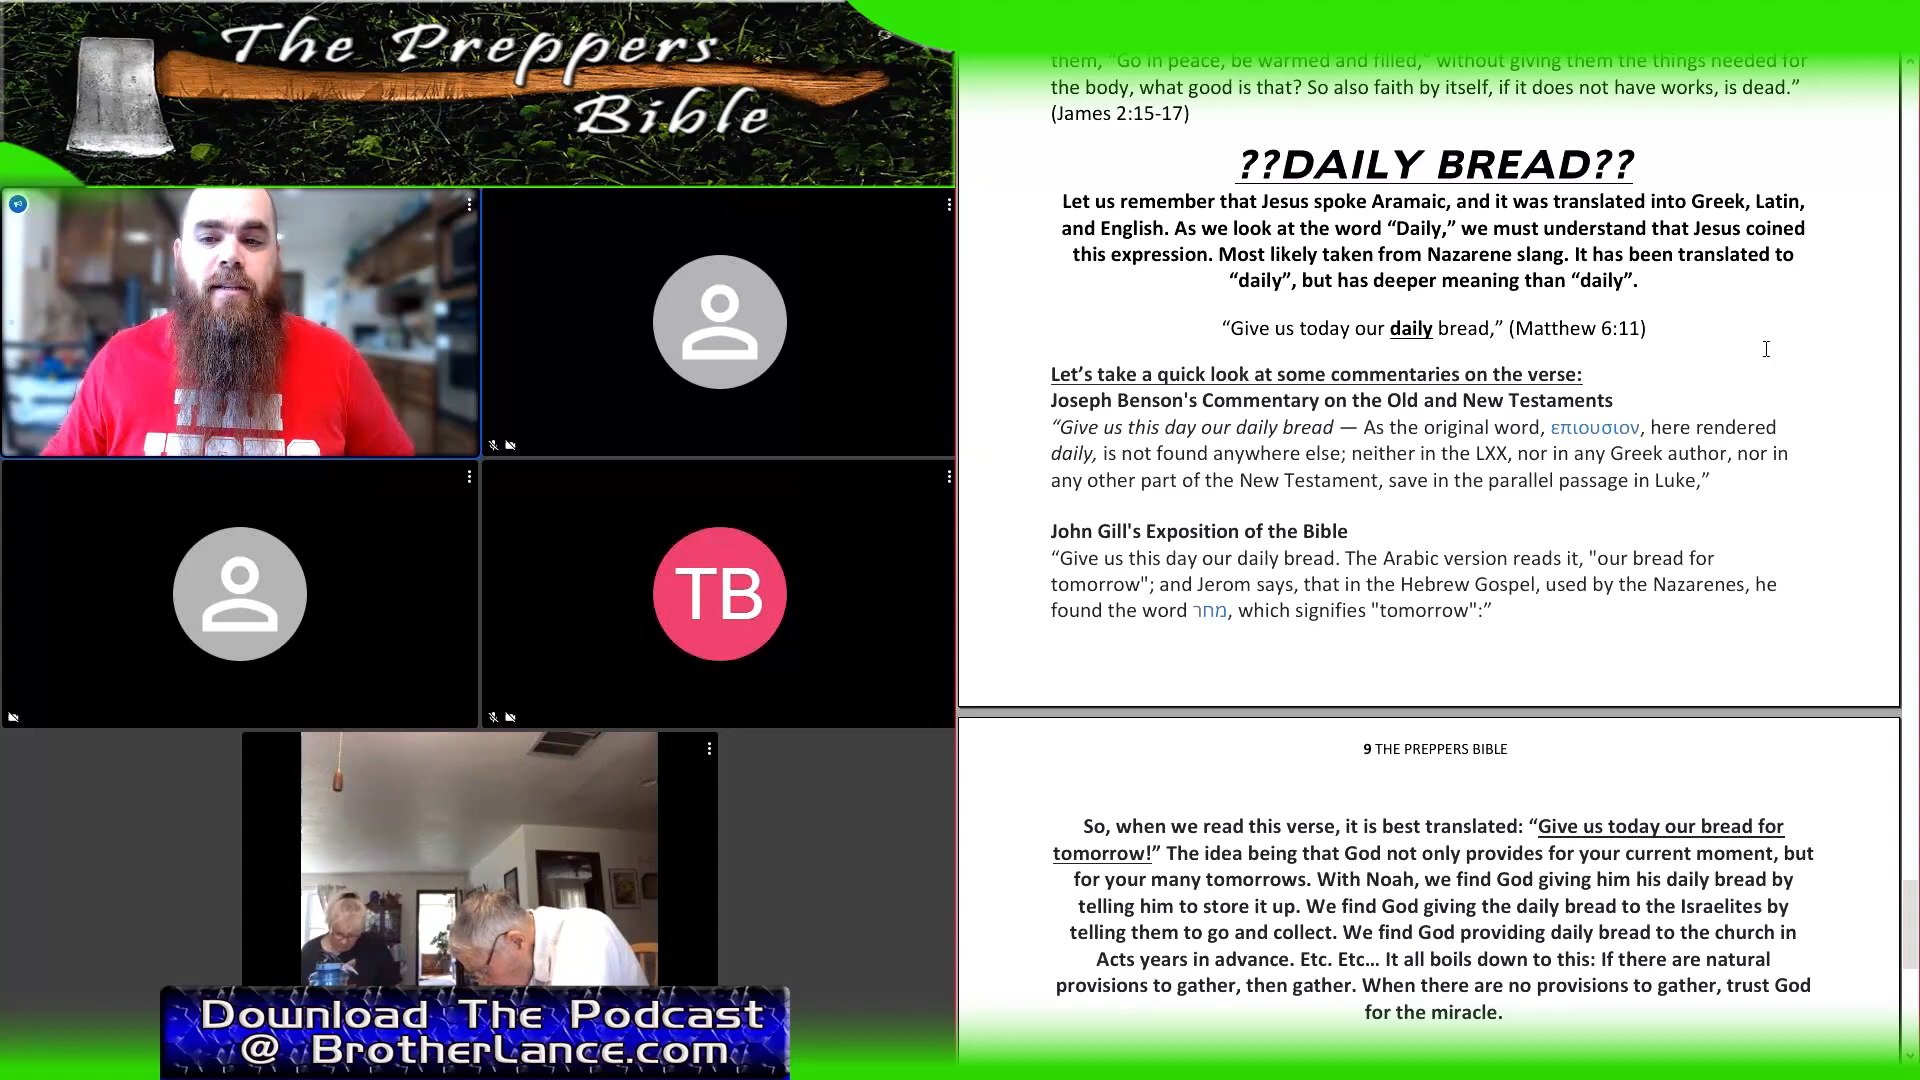 The Preppers
Bible
TB
Download The Podcast
@ BrotherLance.com
them, “Go in peace, be warmed and filled,” without giving them the things needed for
the body, what good is that? So also faith by itself, if it does not have works, is dead.”
(James 2:15-17)
??DAILY BREAD??
Let us remember that Jesus spoke Aramaic, and it was translated into Greek, Latin,
and English. As we look at the word “Daily,” we must understand that Jesus coined
this expression. Most likely taken from Nazarene slang. It has been translated to
“daily”, but has deeper meaning than “daily”.
“Give us today our daily bread,” (Matthew 6:11)
Let’s take a quick look at some commentaries on the verse:
Joseph Benson's Commentary on the Old and New Testaments
“Give us this day our daily bread — As the original word, επιουσιον, here rendered
daily, is not found anywhere else; neither in the LXX, nor in any Greek author, nor in
any other part of the New Testament, save in the parallel passage in Luke,”
John Gill's Exposition of the Bible
“Give us this day our daily bread. The Arabic version reads it, "our bread for
tomorrow"; and Jerom says, that in the Hebrew Gospel, used by the Nazarenes, he
found the word מחר, which signifies "tomorrow":”
9 THE PREPPERS BIBLE
So, when we read this verse, it is best translated: “Give us today our bread for
tomorrow!” The idea being that God not only provides for your current moment, but
for your many tomorrows. With Noah, we find God giving him his daily bread by
telling him to store it up. We find God giving the daily bread to the Israelites by
telling them to go and collect. We find God providing daily bread to the church in
Acts years in advance. Etc. Etc… It all boils down to this: If there are natural
provisions to gather, then gather. When there are no provisions to gather, trust God
for the miracle.